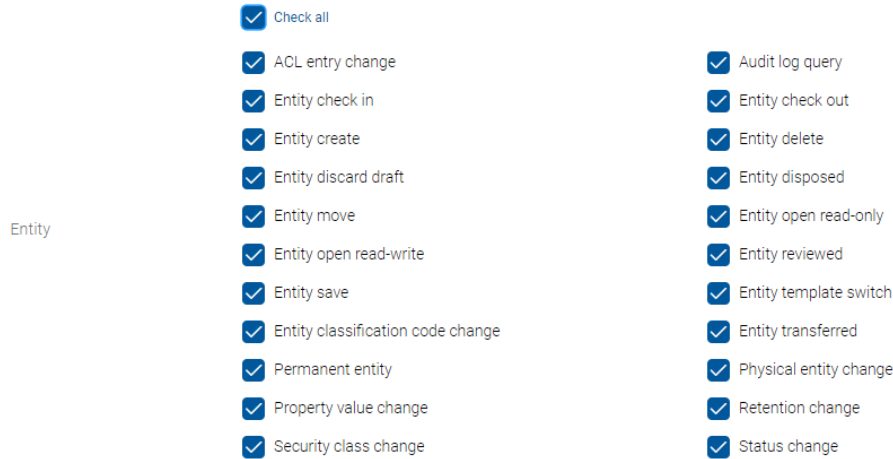 Check all
ACL entry change
Audit log query
Entity check in
Entity check out
Entity create
Entity delete
Entity discard draft
Entity disposed
Entity move
Entity open read-only
Entity
Entity open read-write
Entity reviewed
Entity save
Entity template switch
Entity classification code change
Entity transferred
Permanent entity
Physical entity change
Property value change
Retention change
Security class change
Status change